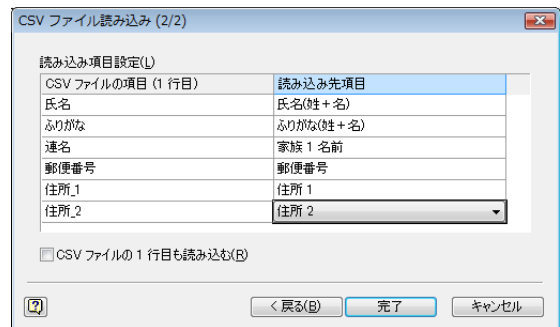 CSV ファイル読み込み (2/2)
読み込み項目設定(L)
CSV ファイルの項目 (1 行目) 読み込み先項目
氏名 氏名(姓+名)
ふりがな ふりがな(姓+名)
連名 家族 1 名前
郵便番号 郵便番号
住所_1 住所 1
住所_2 住所 2
CSV ファイルの 1 行目も読み込む(R)
? < 戻る(B) 完了 キャンセル